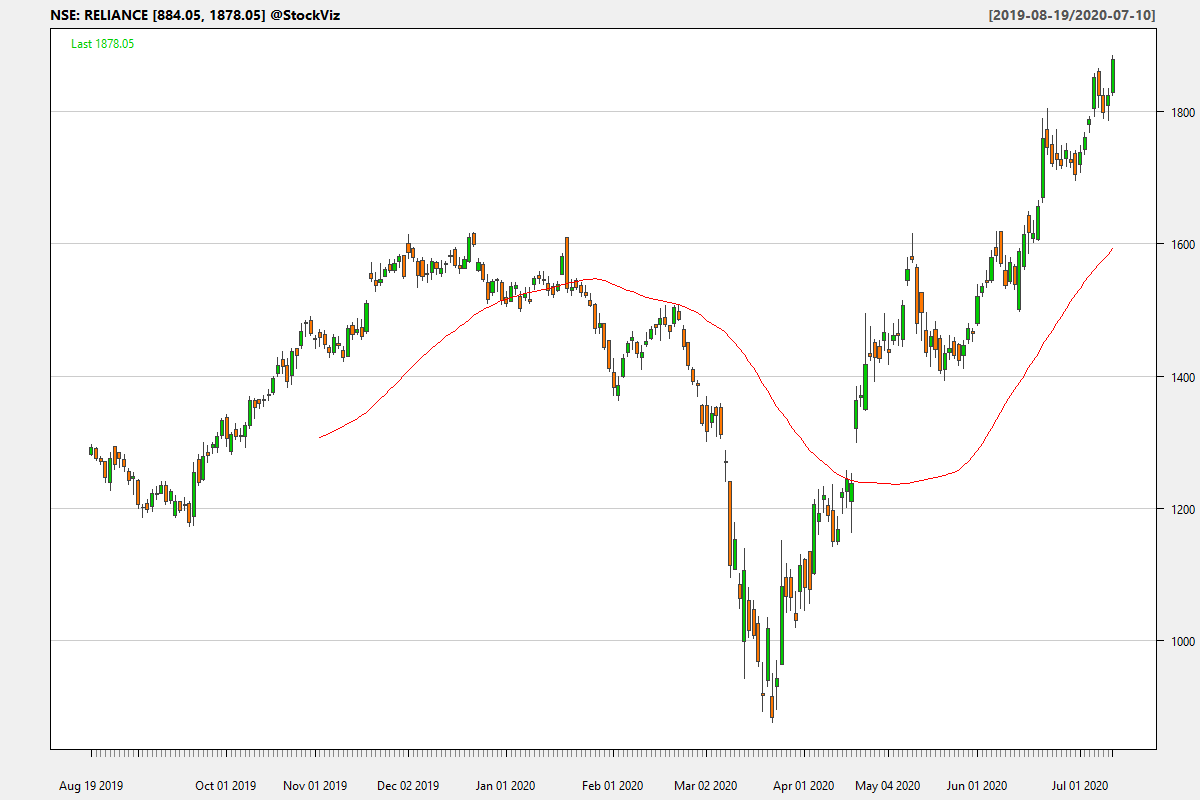 NSE: RELIANCE [884.05, 1878.05] @StockViz [2019-08-19/2020-07-10]
Last 1878.05
1800
1600
1400
1200
1000
Aug 19 2019 Oct 01 2019 Nov 01 2019 Dec 02 2019 Jan 01 2020 Feb 01 2020 Mar 02 2020 Apr 01 2020 May 04 2020 Jun 01 2020 Jul 01 2020